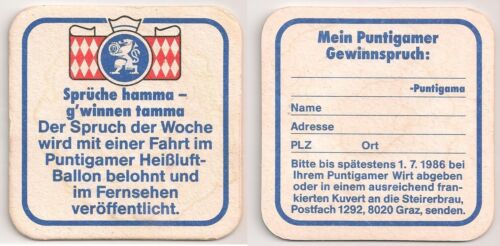 Sprüche hamma –
g'winnen tamma
Der Spruch der Woche
wird mit einer Fahrt im
Puntigamer Heißluft-
Ballon belohnt und
im Fernsehen
veröffentlicht.
Mein Puntigamer
Gewinnspruch:
-Puntigama
Name
Adresse
PLZ Ort
Bitte bis spätestens 1. 7. 1986 bei
Ihrem Puntigamer Wirt abgeben
oder in einem ausreichend fran-
kierten Kuvert an die Steirerbrau,
Postfach 1292, 8020 Graz, senden.